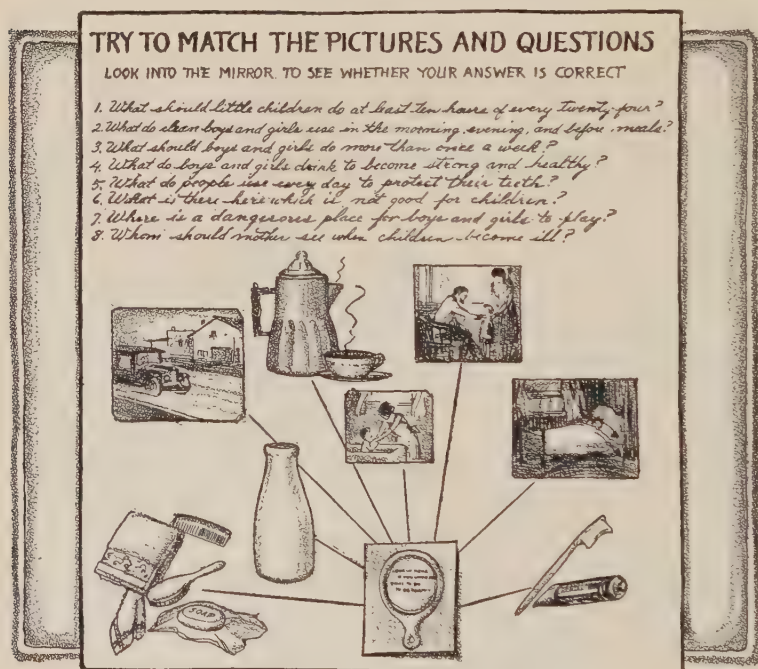 TRY TO MATCH THE PICTURES AND QUESTIONS
LOOK INTO THE MIRROR TO SEE WHETHER YOUR ANSWER IS CORRECT
1. What should little children do at least ten hours of every twenty-four?
2. What do clean boys and girls use in the morning, evening, and before meals?
3. What should boys and girls do more than once a week?
4. What do boys and girls drink to become strong and healthy?
5. What do people use every day to protect their teeth?
6. What is there here which is not good for children?
7. Where is a dangerous place for boys and girls to play?
8. Whom should mother see when children become ill?
SOAP